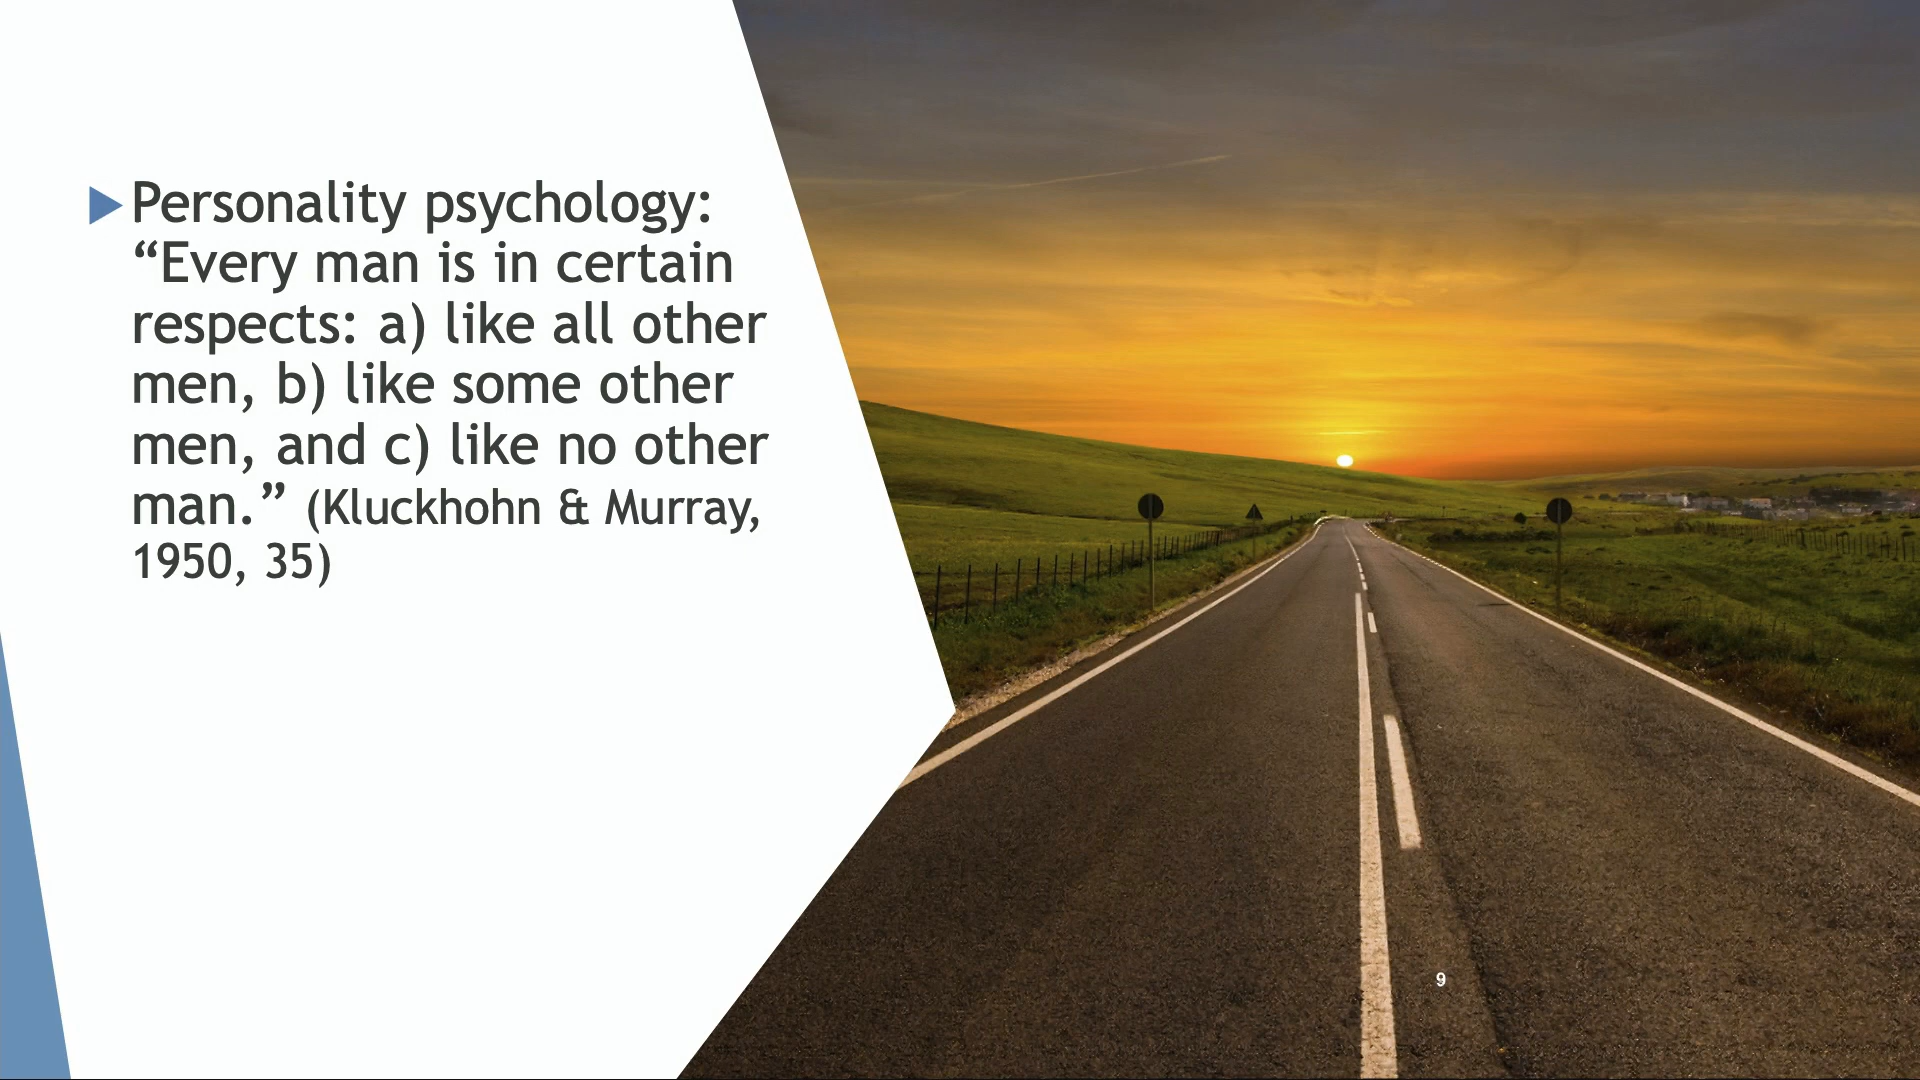 Personality psychology:
“Every man is in certain
respects: a) like all other
men, b) like some other
men, and c) like no other
man.” (Kluckhohn & Murray,
1950, 35)
9